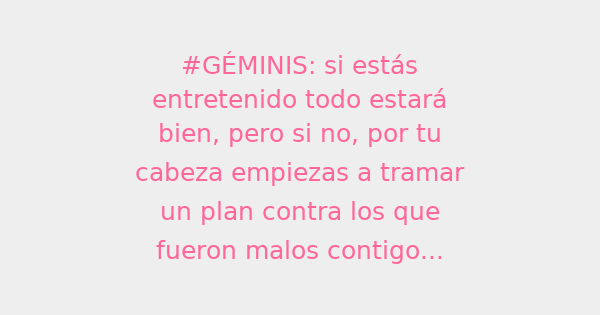 #GÉMINIS: si estás
entretenido todo estará
bien, pero si no, por tu
cabeza empiezas a tramar
un plan contra los que
fueron malos contigo...